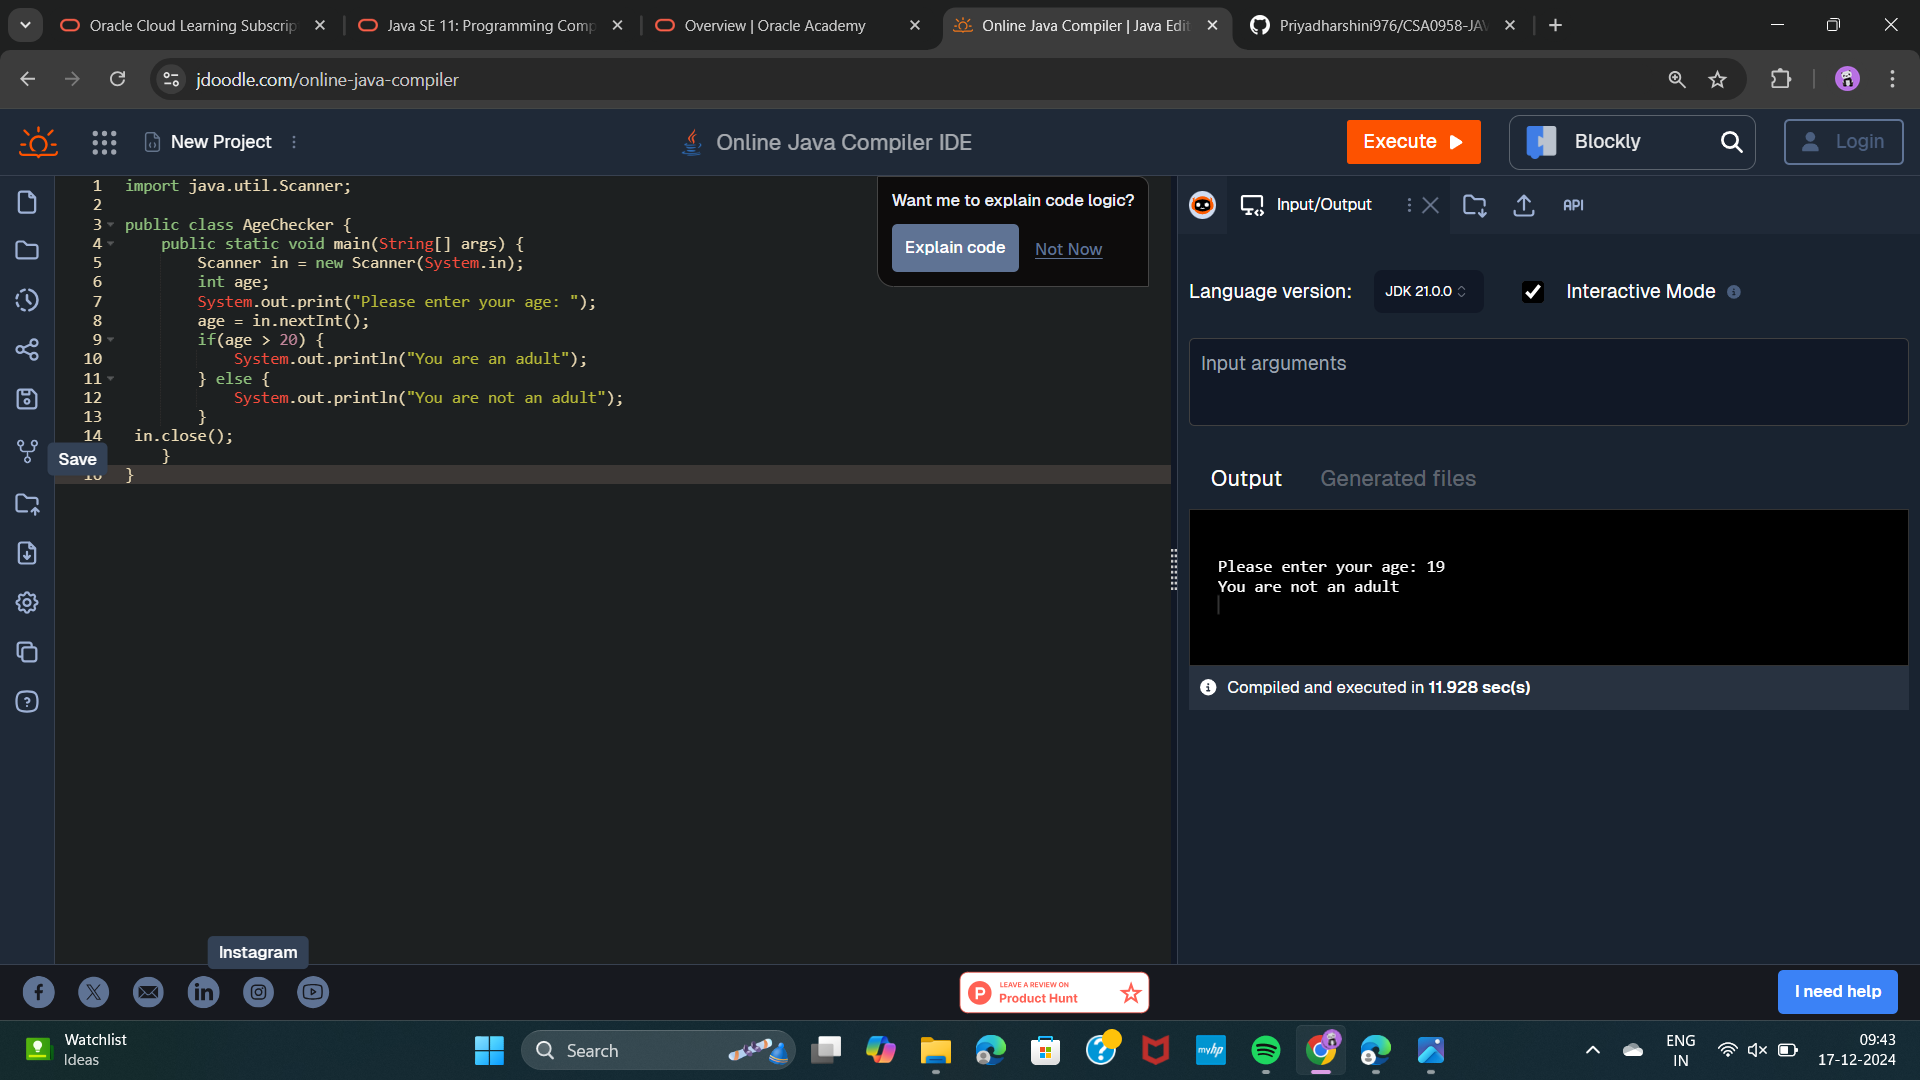 Oracle Cloud Learning Subscrip
Java SE 11: Programming Comp
Overview | Oracle Academy
Online Java Compiler | Java Edit
Priyadharshini976/CSA0958-JAV
jdoodle.com/online-java-compiler
New Project
Online Java Compiler IDE
Execute
Blockly
Login
1 import java.util.Scanner;
2
3 public class AgeChecker {
4 public static void main(String[] args) {
5 Scanner in = new Scanner(System.in);
6 int age;
7 System.out.print("Please enter your age: ");
8 age = in.nextInt();
9 if(age > 20) {
10 System.out.println("You are an adult");
11 } else {
12 System.out.println("You are not an adult");
13 }
14 in.close();
}
16 }
Save
Want me to explain code logic?
Explain code
Not Now
Input/Output
API
Language version:
JDK 21.0.0
Interactive Mode
Input arguments
Output
Generated files
Please enter your age: 19
You are not an adult
Compiled and executed in 11.928 sec(s)
Instagram
LEAVE A REVIEW ON
Product Hunt
I need help
Watchlist
Ideas
Search
myhp
ENG
IN
09:43
17-12-2024